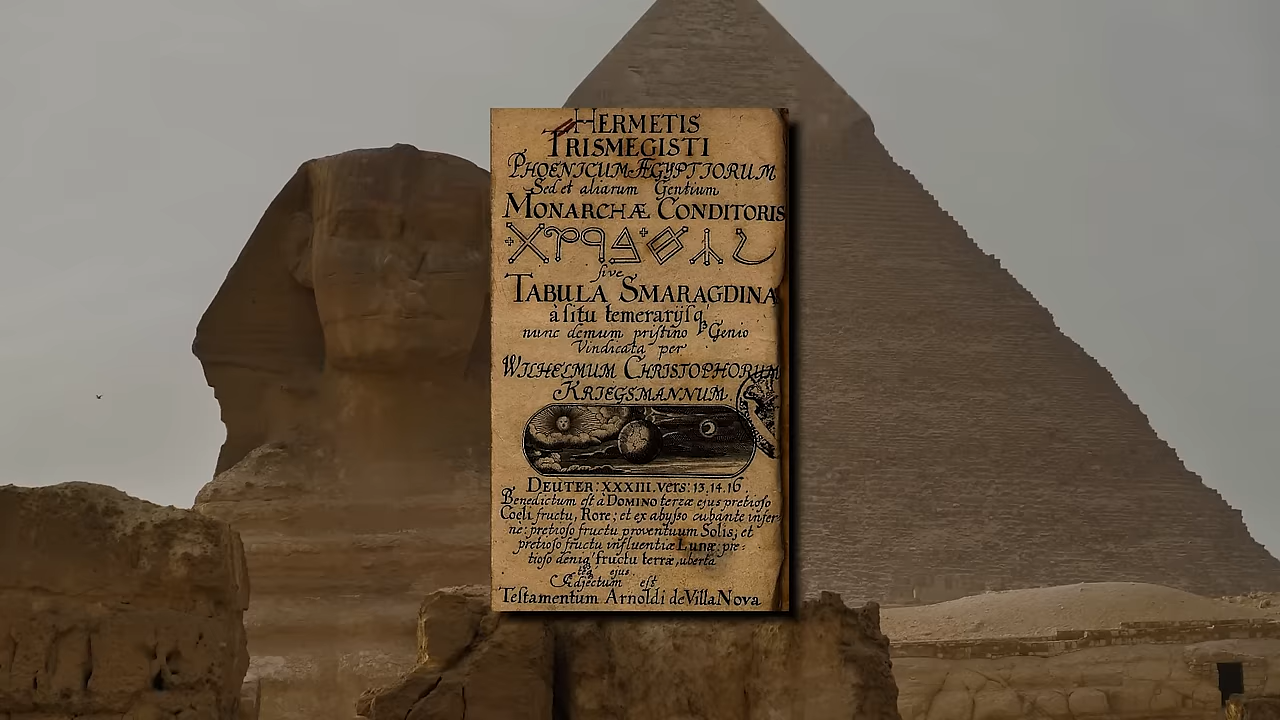 HERMETIS
TRISMEGISTI
PHOENICUM ÆGYPTIORUM
Sed et aliarum Gentium
MONARCHÆ CONDITORIS
sive
TABULA SMARAGDINA
à situ temerarijsq;
nunc demum pristino Genio
Vindicata per
WILHELMUM CHRISTOPHORUM
KRIEGSMANNUM.
DEUTER: XXXIII. vers: 13, 14. 16
Benedictum est à DOMINO terræ ejus pretioso
Coeli fructu, Rore; et ex abysso cubante infer-
ne: pretioso fructu proventuum Solis; et
pretioso fructu influentiæ Lunæ: pre-
tioso deniq fructu terræ, uberta
teq ejus.
Adjectum est
Testamentum Arnoldi de Villa Nova